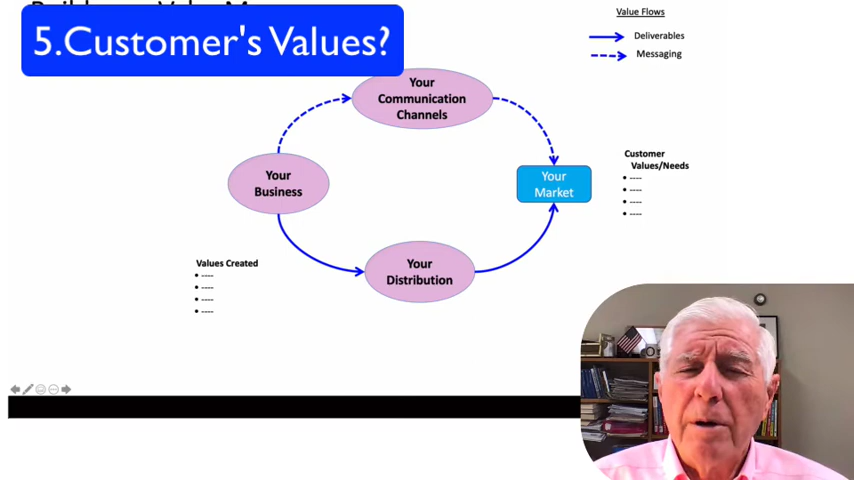 5.Customer's Values?
Value Flows
Deliverables
Messaging
Your
Communication
Channels
Your
Business
Your
Market
Customer
Values/Needs
• ----
• ----
• ----
• ----
Values Created
• ----
• ----
• ----
• ----
Your
Distribution